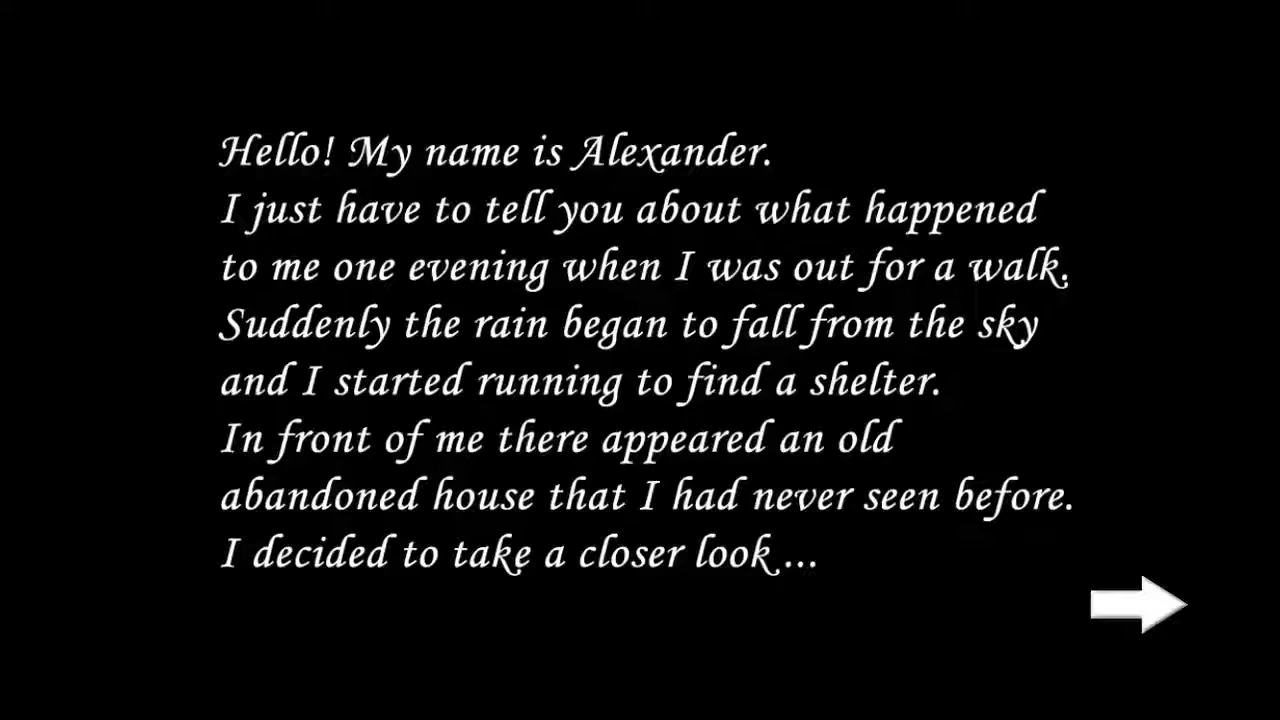 Hello! My name is Alexander.
I just have to tell you about what happened
to me one evening when I was out for a walk.
Suddenly the rain began to fall from the sky
and I started running to find a shelter.
In front of me there appeared an old
abandoned house that I had never seen before.
I decided to take a closer look ...